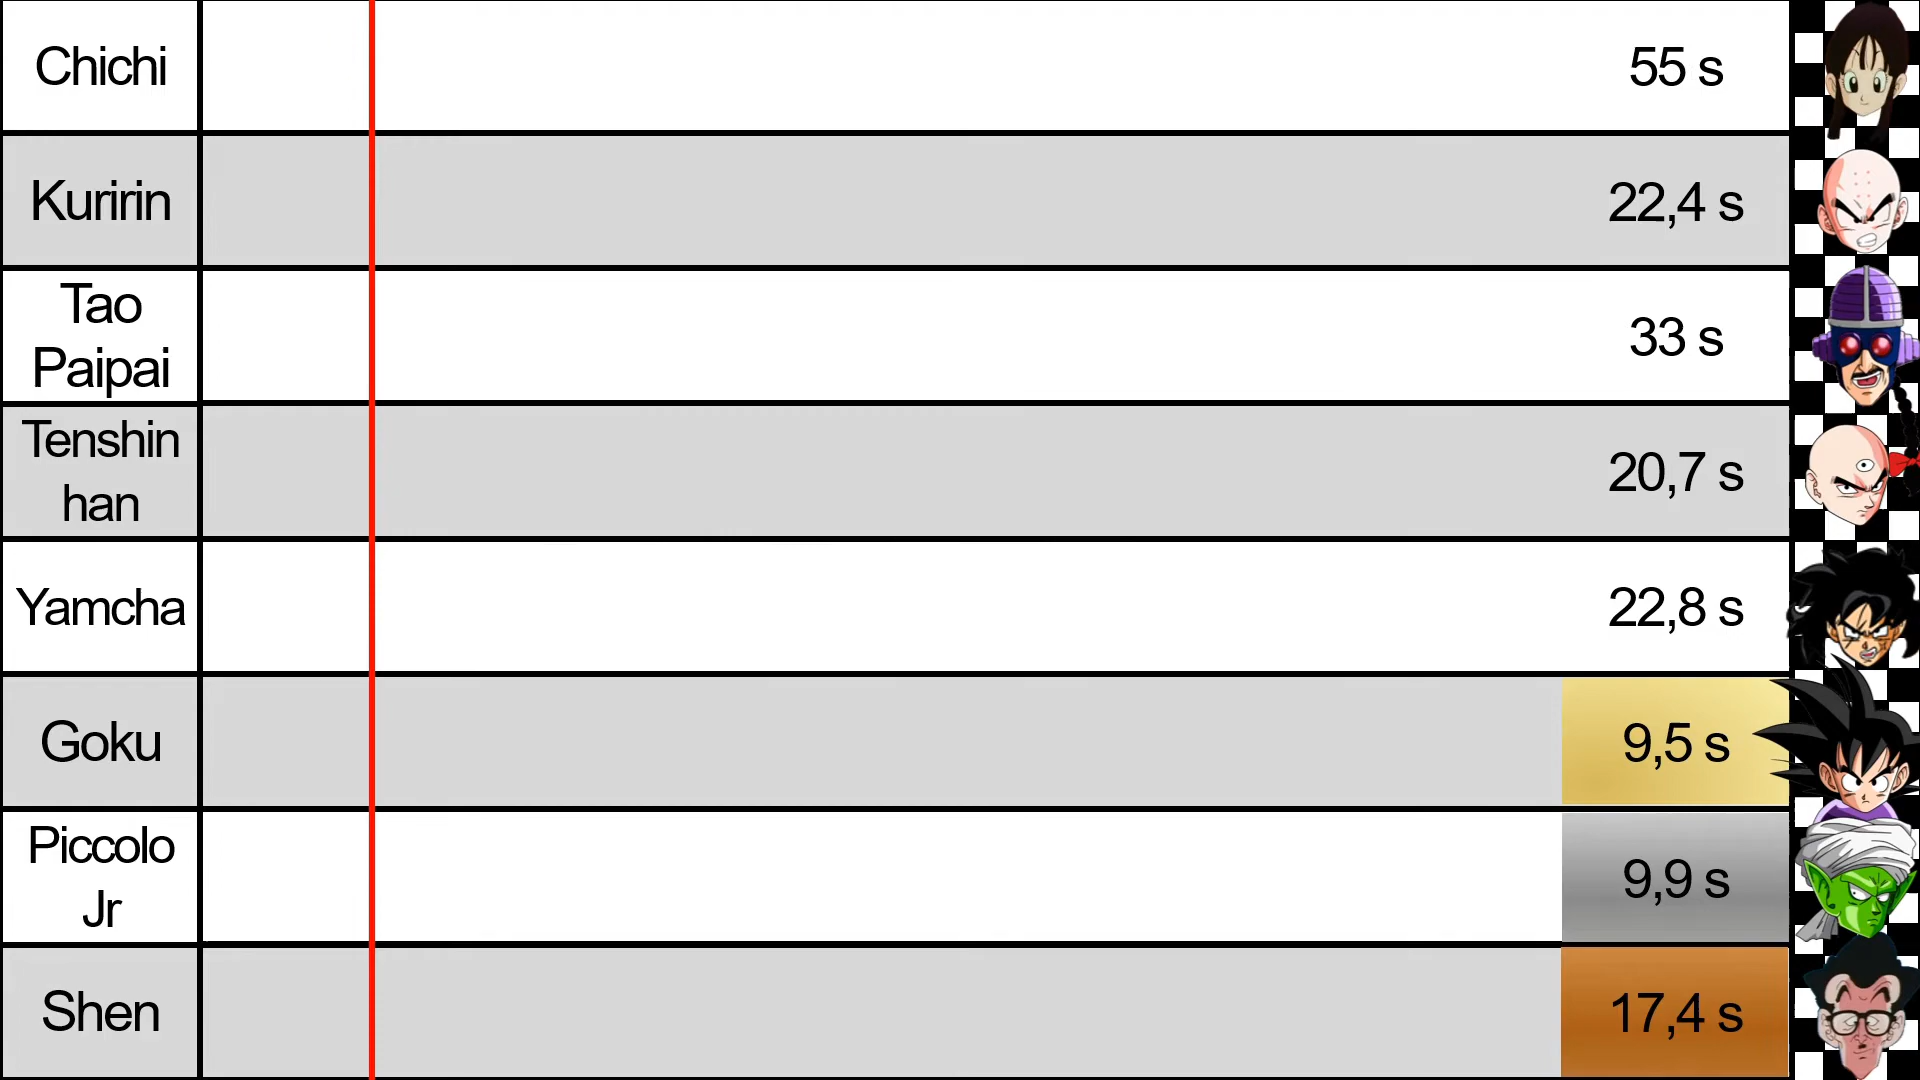 Chichi
55 s
Kuririn
22,4 s
Tao
Paipai
33 s
Tenshin
han
20,7 s
Yamcha
22,8 s
Goku
9,5 s
Piccolo
Jr
9,9 s
Shen
17,4 s